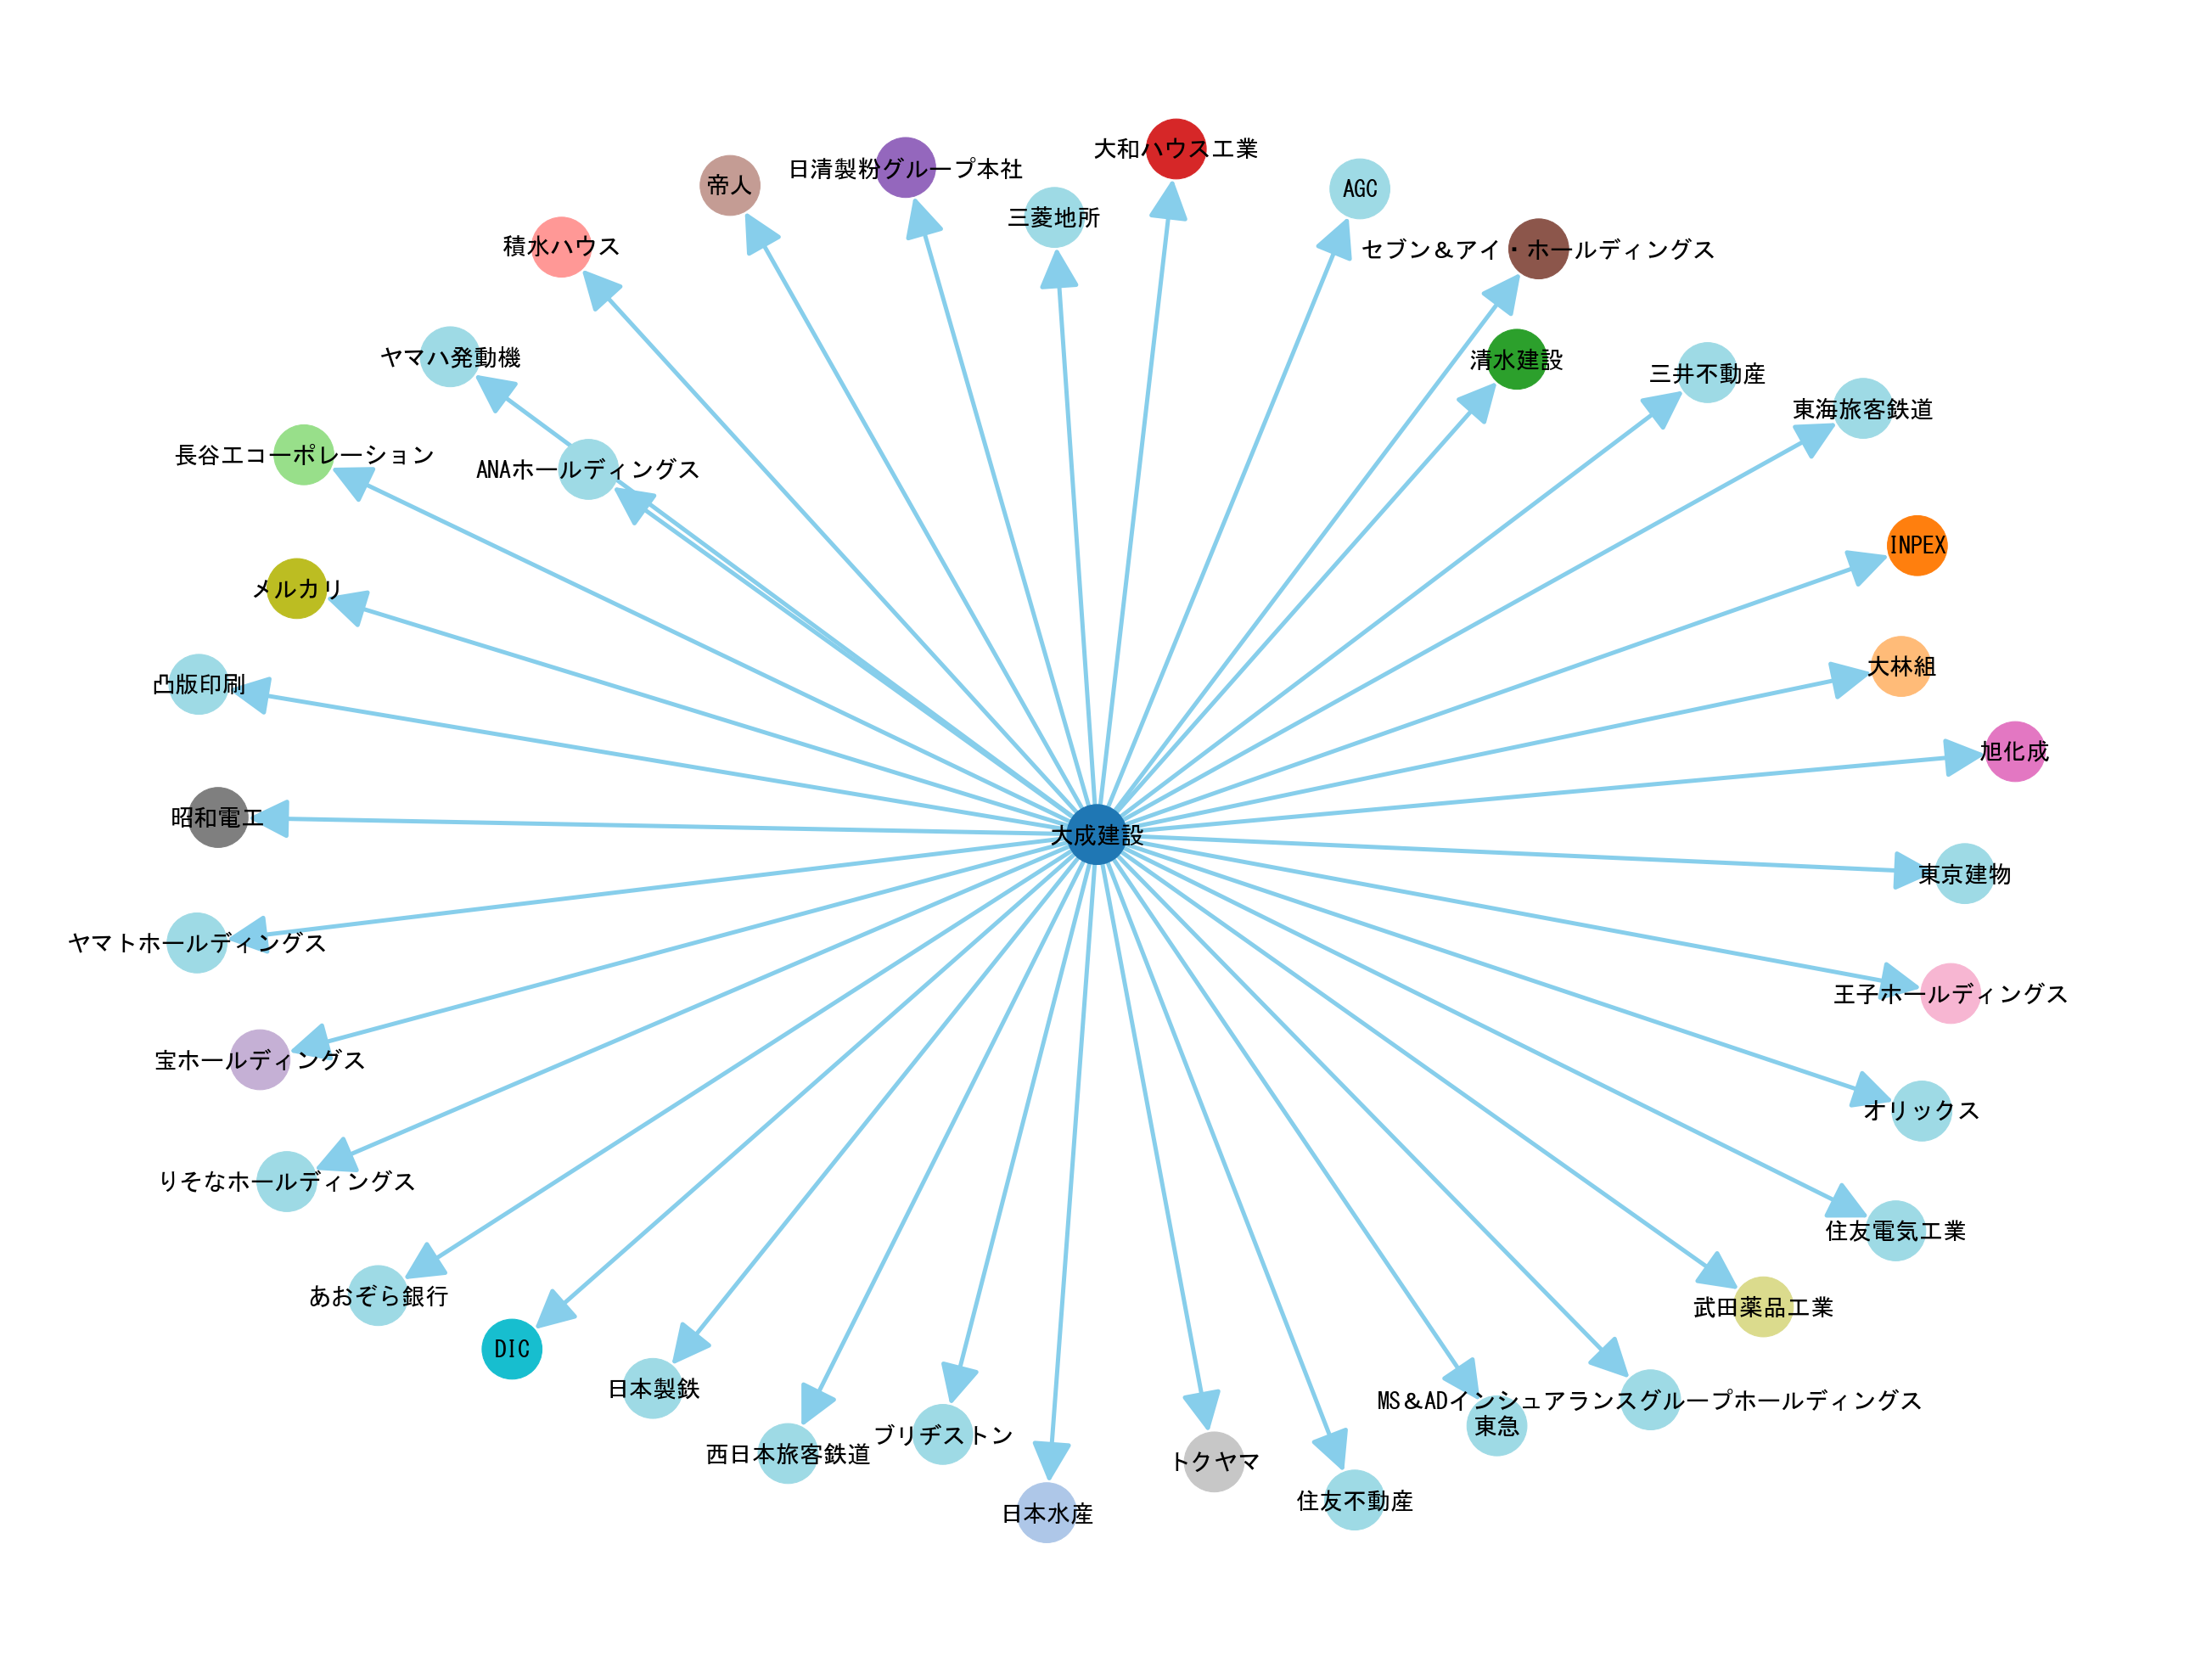 大和ハウス工業
日清製粉グループ本社
帝人
AGC
三菱地所
積水ハウス
セブン＆アイ・ホールディングス
ヤマハ発動機
清水建設
三井不動産
東海旅客鉄道
長谷工コーポレーション
ANAホールディングス
INPEX
メルカリ
大林組
凸版印刷
旭化成
昭和電工
大成建設
東京建物
ヤマトホールディングス
王子ホールディングス
宝ホールディングス
オリックス
りそなホールディングス
住友電気工業
あおぞら銀行
武田薬品工業
DIC
日本製鉄
MS＆ADインシュアランスグループホールディングス
東急
ブリヂストン
西日本旅客鉄道
トクヤマ
住友不動産
日本水産